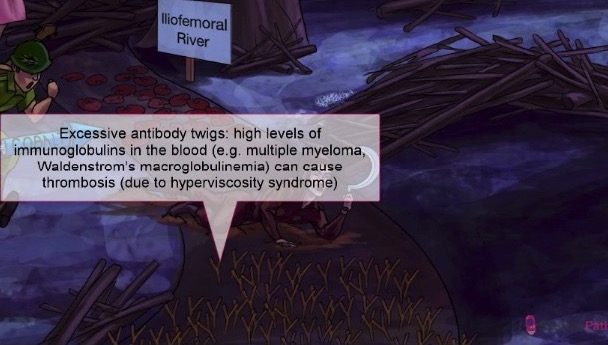 Iliofemoral
River
Excessive antibody twigs: high levels of
immunoglobulins in the blood (e.g. multiple myeloma,
Waldenstrom's macroglobulinemia) can cause
thrombosis (due to hyperviscosity syndrome)
Path